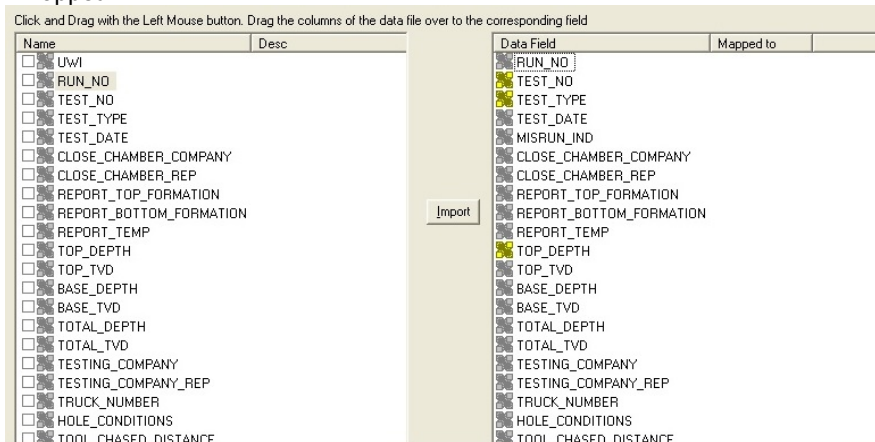 Click and Drag with the Left Mouse button. Drag the columns of the data file over to the corresponding field
Name Desc
UWI
RUN_NO
TEST_NO
TEST_TYPE
TEST_DATE
CLOSE_CHAMBER_COMPANY
CLOSE_CHAMBER_REP
REPORT_TOP_FORMATION
REPORT_BOTTOM_FORMATION
REPORT_TEMP
TOP_DEPTH
TOP_TVD
BASE_DEPTH
BASE_TVD
TOTAL_DEPTH
TOTAL_TVD
TESTING_COMPANY
TESTING_COMPANY_REP
TRUCK_NUMBER
HOLE_CONDITIONS
TOOL_CHASED_DISTANCE
Import
Data Field Mapped to
RUN_NO
TEST_NO
TEST_TYPE
TEST_DATE
MISRUN_IND
CLOSE_CHAMBER_COMPANY
CLOSE_CHAMBER_REP
REPORT_TOP_FORMATION
REPORT_BOTTOM_FORMATION
REPORT_TEMP
TOP_DEPTH
TOP_TVD
BASE_DEPTH
BASE_TVD
TOTAL_DEPTH
TOTAL_TVD
TESTING_COMPANY
TESTING_COMPANY_REP
TRUCK_NUMBER
HOLE_CONDITIONS
TOOL_CHASED_DISTANCE